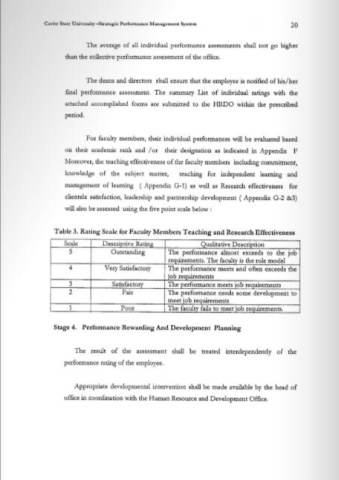 Cavite State University –Strategic Performance Management System 20
The average of all individual performance assessments shall not go higher
than the collective performance assessment of the office.
The deans and directors shall ensure that the employee is notified of his/her
final performance assessment. The summary List of individual ratings with the
attached accomplished forms are submitted to the HRDO within the prescribed
period.
For faculty members, their individual performances will be evaluated based
on their academic rank and /or their designation as indicated in Appendix F
Moreover, the teaching effectiveness of the faculty members including commitment,
knowledge of the subject matter, teaching for independent learning and
management of learning ( Appendix G-1) as well as Research effectiveness for
clientele satisfaction, leadership and partnership development ( Appendix G-2 &3)
will also be assessed using the five point scale below :
Table 3. Rating Scale for Faculty Members Teaching and Research Effectiveness
Scale Descriptive Rating Qualitative Description
5 Outstanding The performance almost exceeds to the job
requirements. The faculty is the role model
4 Very Satisfactory The performance meets and often exceeds the
job requirements
3 Satisfactory The performance meets job requirements
2 Fair The performance needs some development to
meet job requirements
1 Poor The faculty fails to meet job requirements.
Stage 4. Performance Rewarding And Development Planning
The result of the assessment shall be treated interdependently of the
performance rating of the employee.
Appropriate developmental intervention shall be made available by the head of
office in coordination with the Human Resource and Development Office.